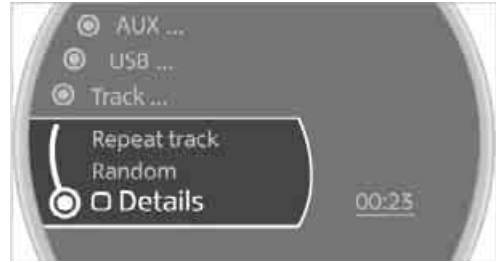 AUX ...
USB ...
Track ...
Repeat track
Random
Details
00:23